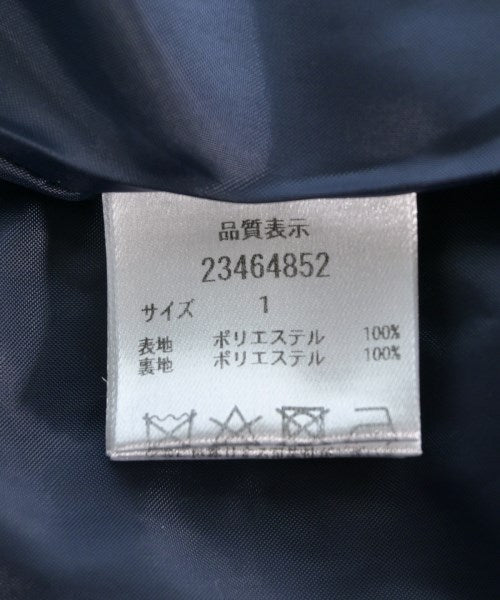 品質表示
23464852
サイズ 1
表地 ポリエステル 100%
裏地 ポリエステル 100%